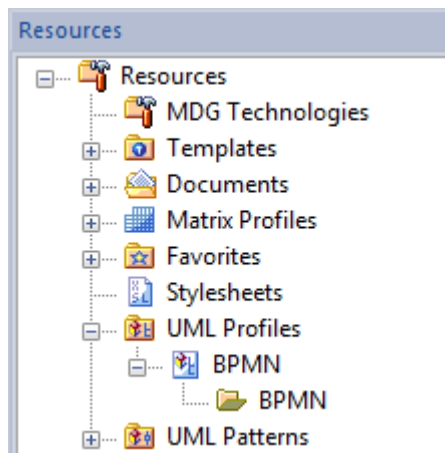 Resources
Resources
MDG Technologies
Templates
Documents
Matrix Profiles
Favorites
Stylesheets
UML Profiles
BPMN
BPMN
UML Patterns